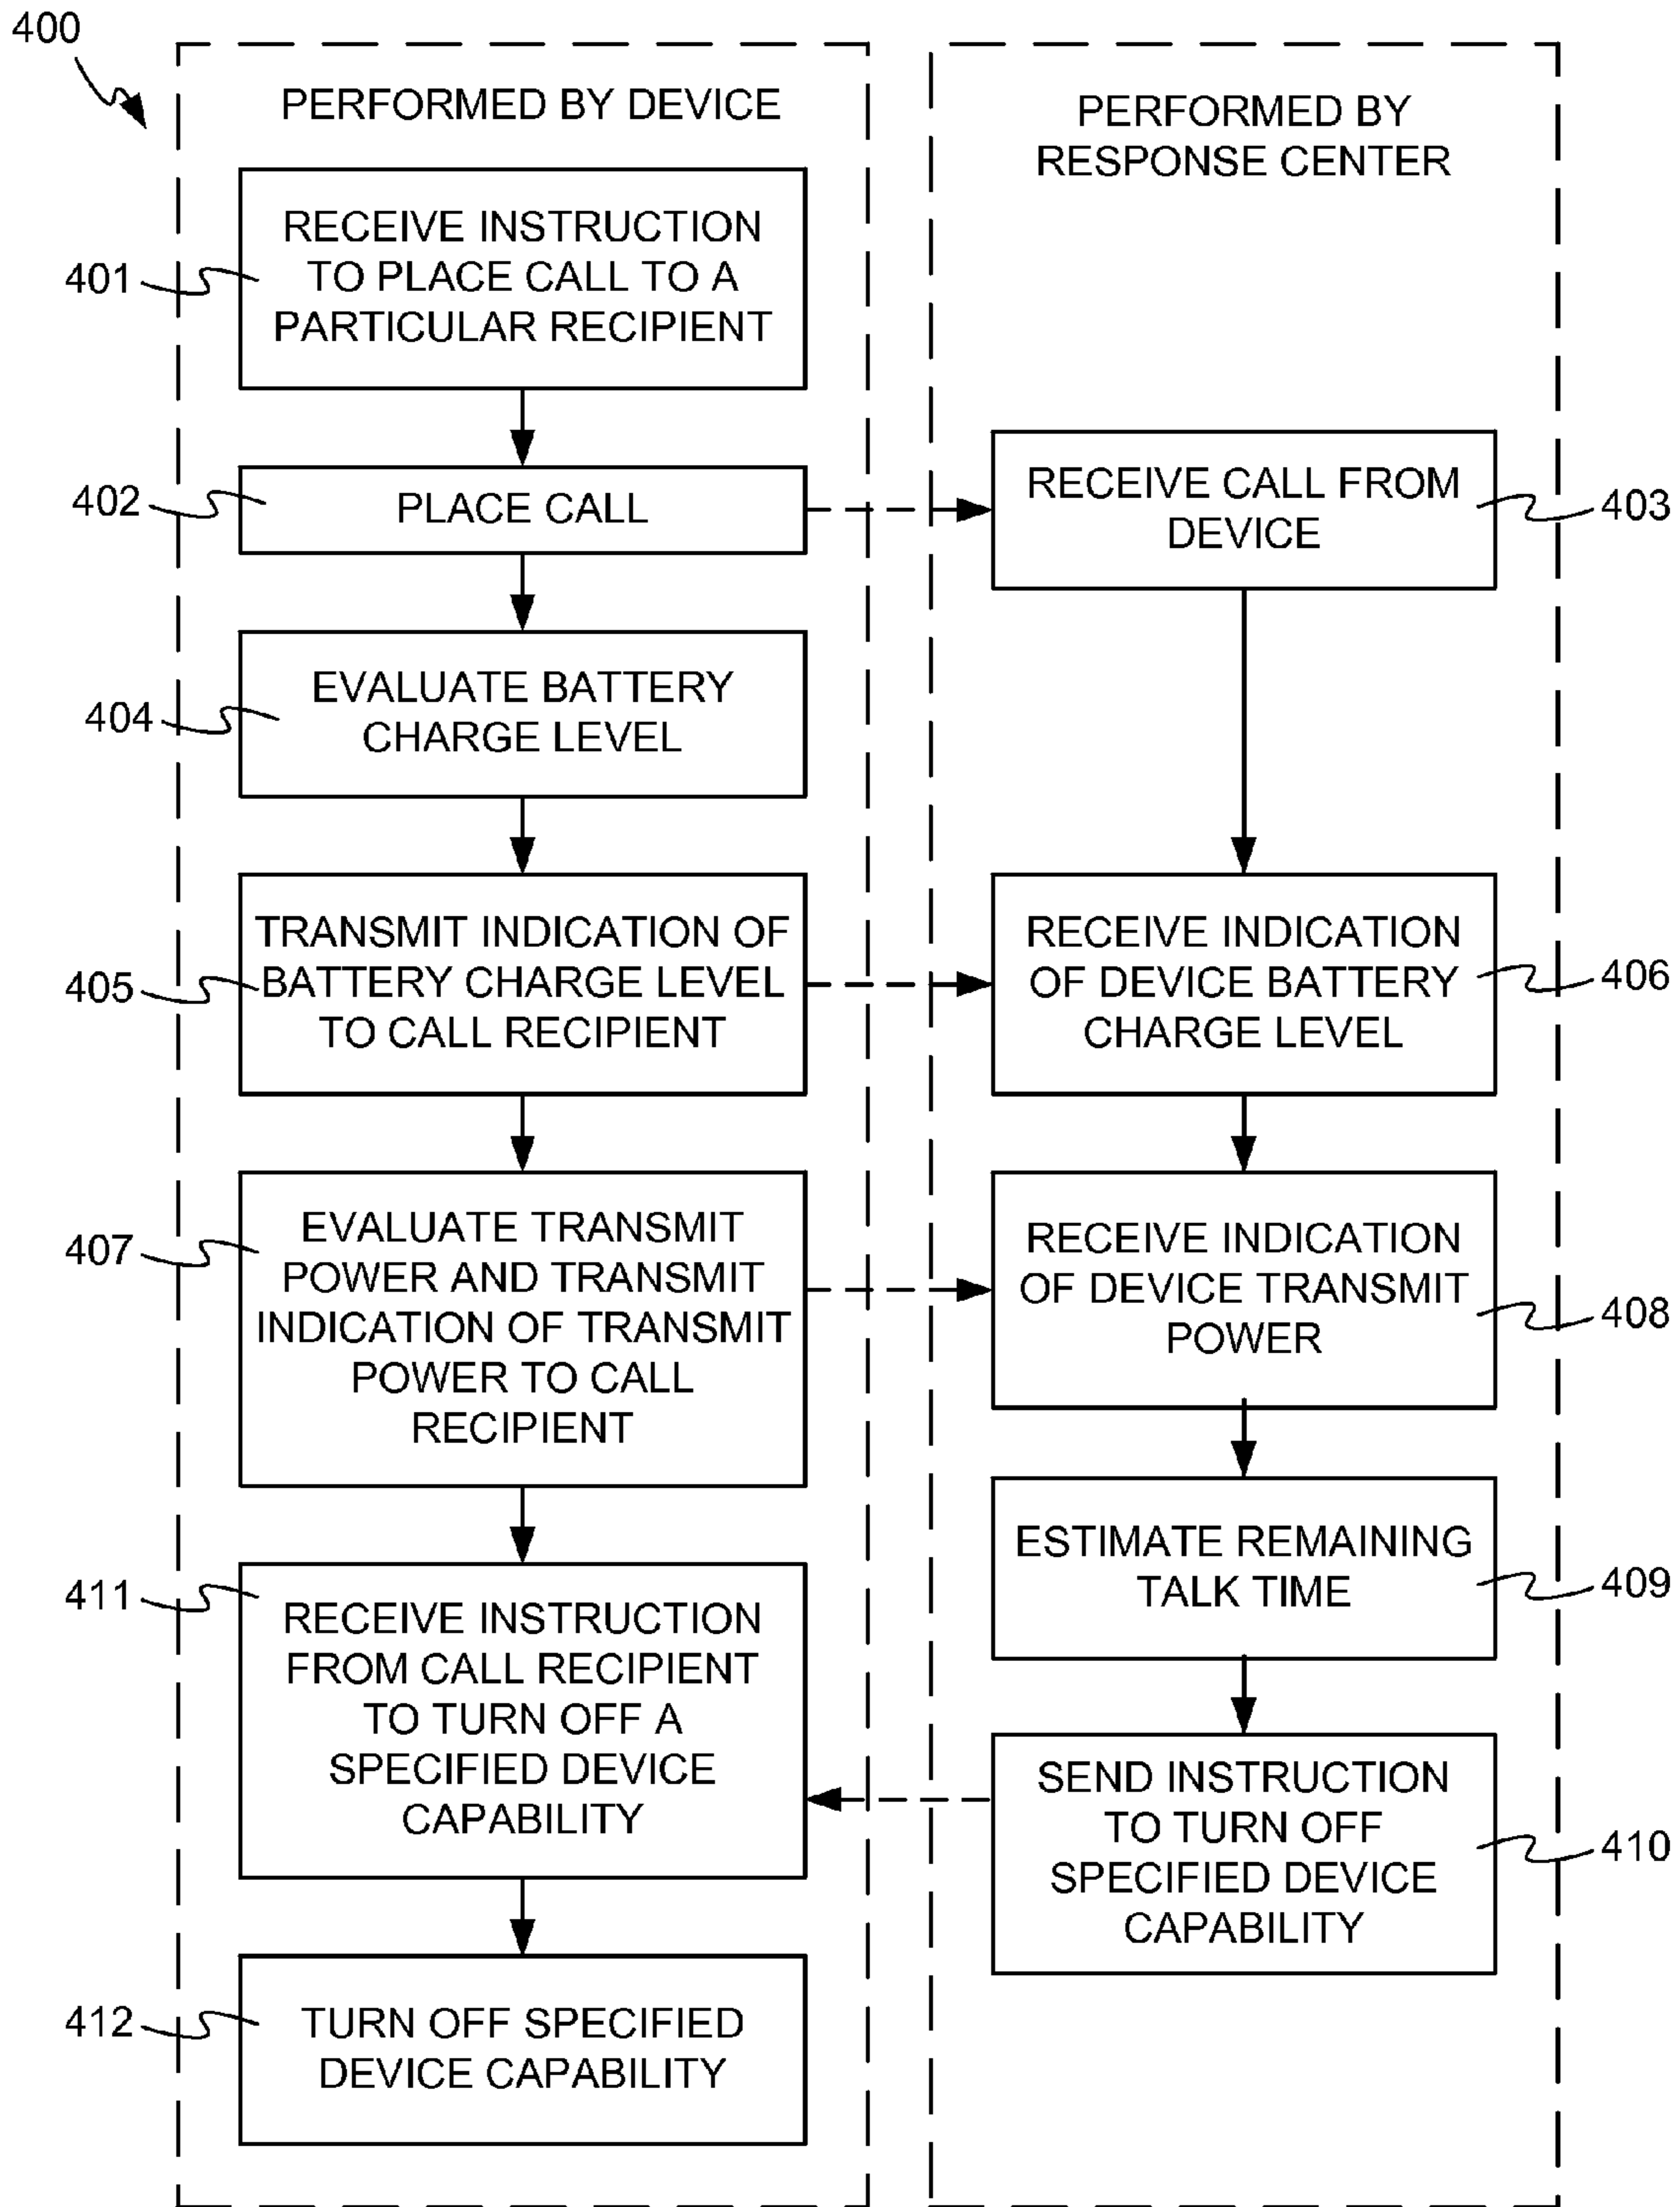 400
PERFORMED BY DEVICE
401
RECEIVE INSTRUCTION
TO PLACE CALL TO A
PARTICULAR RECIPIENT
402
PLACE CALL
404
EVALUATE BATTERY
CHARGE LEVEL
405
TRANSMIT INDICATION OF
BATTERY CHARGE LEVEL
TO CALL RECIPIENT
407
EVALUATE TRANSMIT
POWER AND TRANSMIT
INDICATION OF TRANSMIT
POWER TO CALL
RECIPIENT
411
RECEIVE INSTRUCTION
FROM CALL RECIPIENT
TO TURN OFF A
SPECIFIED DEVICE
CAPABILITY
412
TURN OFF SPECIFIED
DEVICE CAPABILITY
PERFORMED BY
RESPONSE CENTER
RECEIVE CALL FROM
DEVICE
403
RECEIVE INDICATION
OF DEVICE BATTERY
CHARGE LEVEL
406
RECEIVE INDICATION
OF DEVICE TRANSMIT
POWER
408
ESTIMATE REMAINING
TALK TIME
409
SEND INSTRUCTION
TO TURN OFF
SPECIFIED DEVICE
CAPABILITY
410